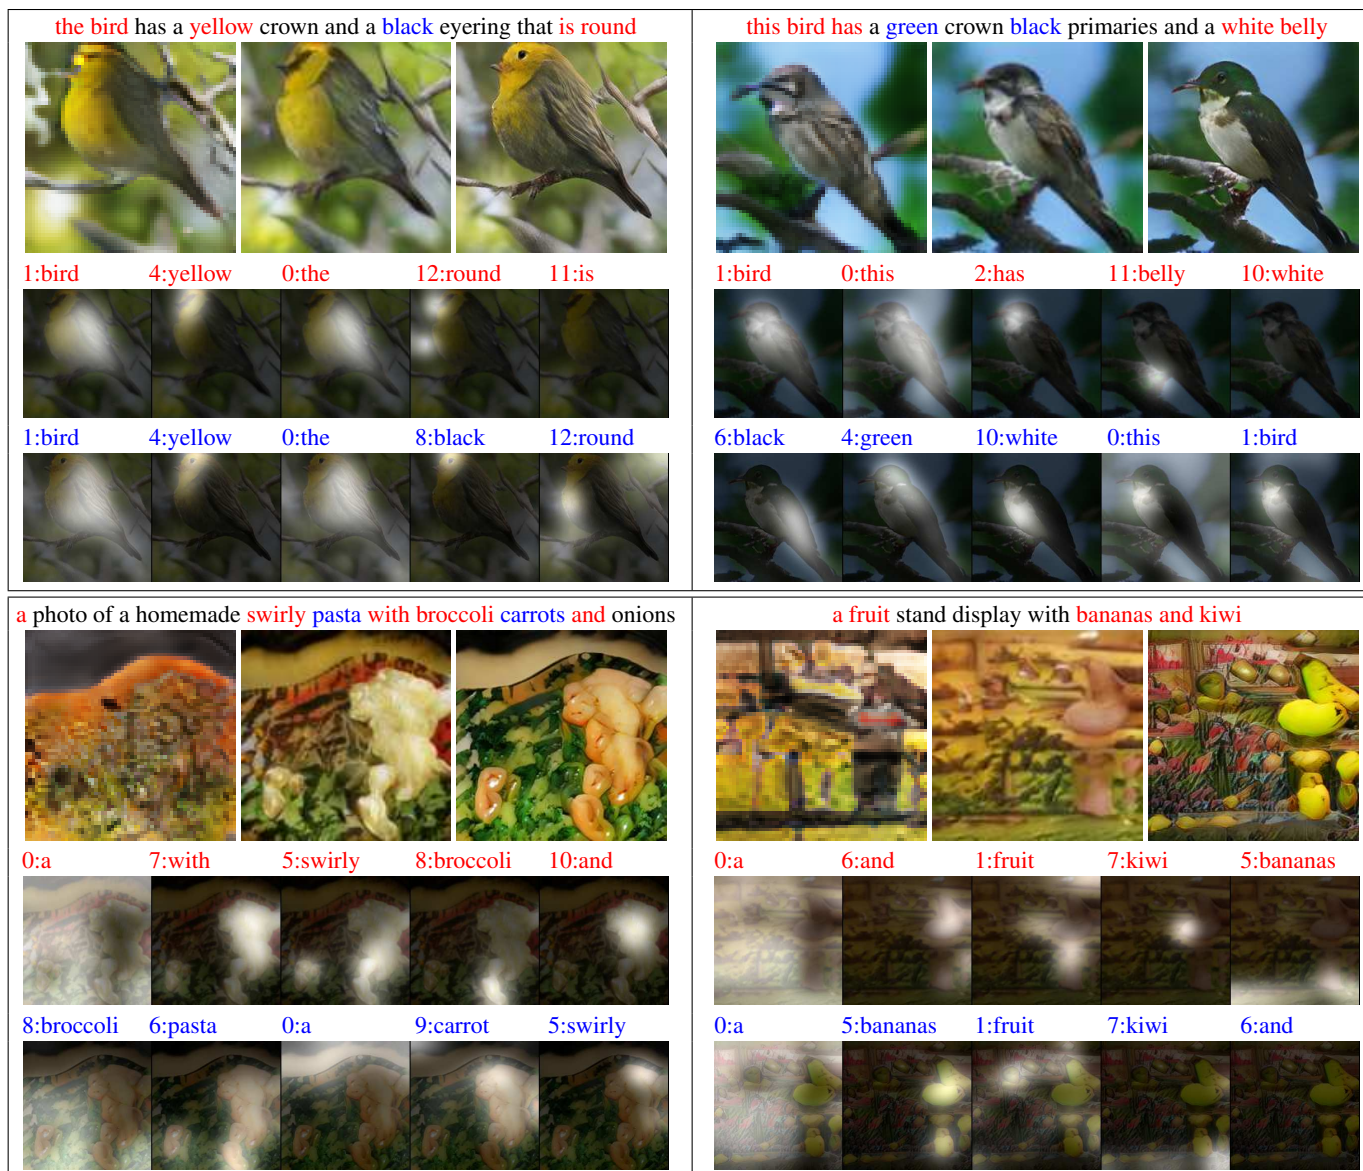 the bird has a yellow crown and a black eyering that is round
1:bird 4:yellow 0:the 12:round 11:is
1:bird 4:yellow 0:the 8:black 12:round
this bird has a green crown black primaries and a white belly
1:bird 0:this 2:has 11:belly 10:white
6:black 4:green 10:white 0:this 1:bird
a photo of a homemade swirly pasta with broccoli carrots and onions
0:a 7:with 5:swirly 8:broccoli 10:and
8:broccoli 6:pasta 0:a 9:carrot 5:swirly
a fruit stand display with bananas and kiwi
0:a 6:and 1:fruit 7:kiwi 5:bananas
0:a 5:bananas 1:fruit 7:kiwi 6:and